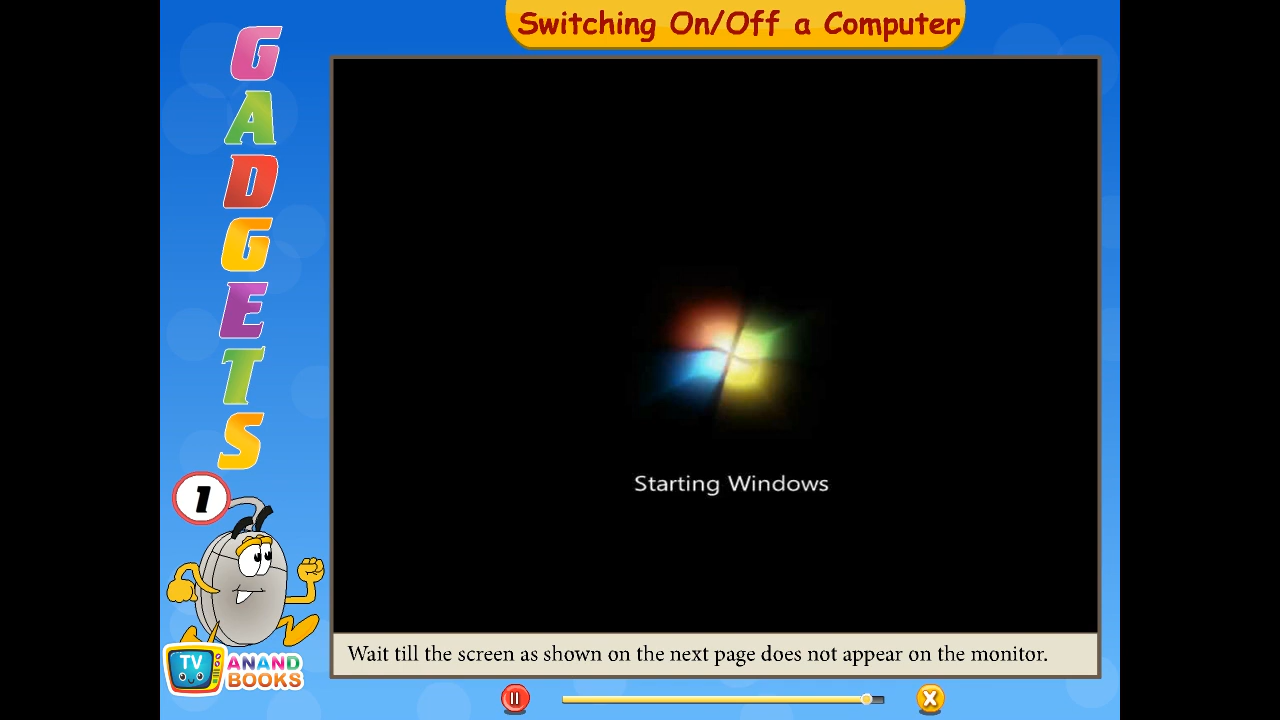 Switching On/Off a Computer
GADGETS
1
Starting Windows
Wait till the screen as shown on the next page does not appear on the monitor.
TV
ANAND
BOOKS
X